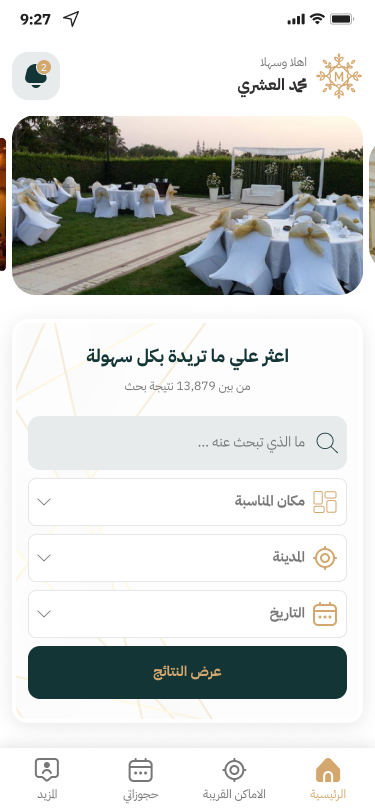 9:27
اهلا وسهلا
محمد العشري
M
2
اعثر علي ما تريدة بكل سهولة
من بين 13,879 نتيجة بحث
ما الذي تبحث عنه ...
مكان المناسبة
المدينة
التاريخ
عرض النتائج
الرئيسية
الاماكن القريبة
حجوزاتي
المزيد